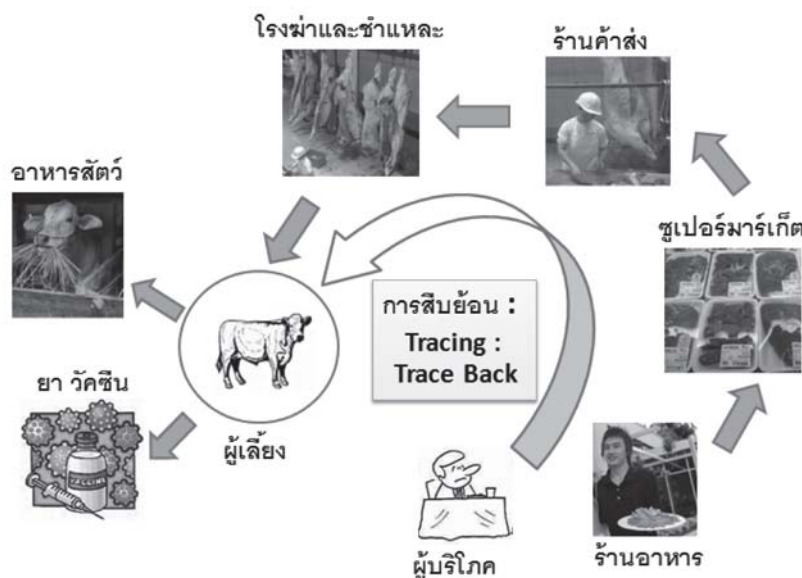 โรงฆ่าและชำแหละ
ร้านค้าส่ง
อาหารสัตว์
ซูเปอร์มาร์เก็ต
การสืบย้อน :
Tracing :
Trace Back
ยา วัคซีน
VACCINE
ผู้เลี้ยง
ผู้บริโภค
ร้านอาหาร